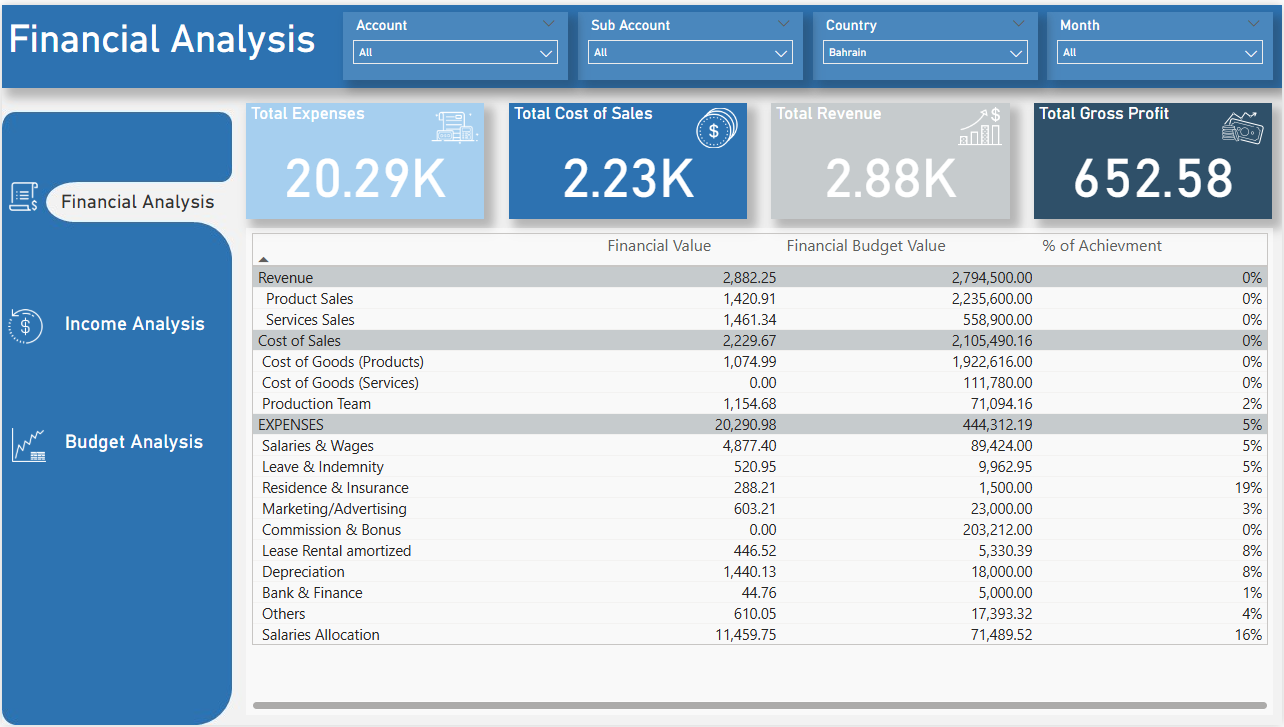 Financial Analysis
Account
All
Sub Account
All
Country
Bahrain
Month
All
Financial Analysis
Income Analysis
Budget Analysis
Total Expenses
20.29K
Total Cost of Sales
2.23K
Total Revenue
2.88K
Total Gross Profit
652.58
Financial Value Financial Budget Value % of Achievment
Revenue 2,882.25 2,794,500.00 0%
Product Sales 1,420.91 2,235,600.00 0%
Services Sales 1,461.34 558,900.00 0%
Cost of Sales 2,229.67 2,105,490.16 0%
Cost of Goods (Products) 1,074.99 1,922,616.00 0%
Cost of Goods (Services) 0.00 111,780.00 0%
Production Team 1,154.68 71,094.16 2%
EXPENSES 20,290.98 444,312.19 5%
Salaries & Wages 4,877.40 89,424.00 5%
Leave & Indemnity 520.95 9,962.95 5%
Residence & Insurance 288.21 1,500.00 19%
Marketing/Advertising 603.21 23,000.00 3%
Commission & Bonus 0.00 203,212.00 0%
Lease Rental amortized 446.52 5,330.39 8%
Depreciation 1,440.13 18,000.00 8%
Bank & Finance 44.76 5,000.00 1%
Others 610.05 17,393.32 4%
Salaries Allocation 11,459.75 71,489.52 16%